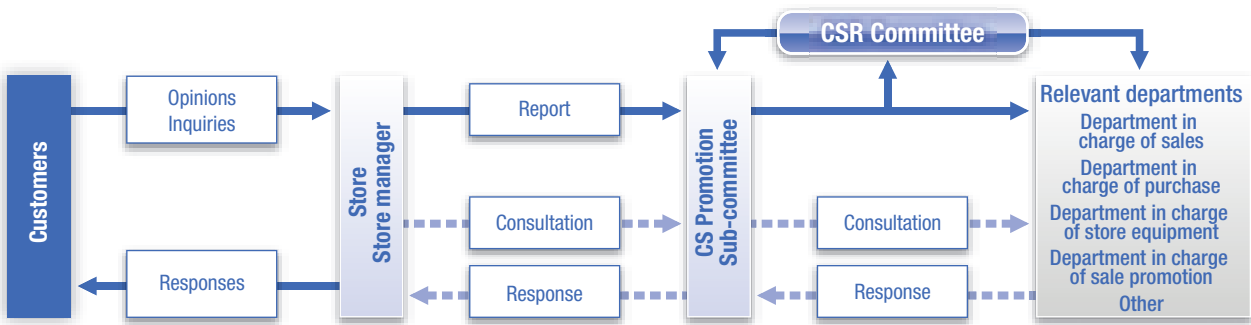 CSR Committee
Customers
Opinions
Inquiries
Responses
Store
Store manager
Report
Consultation
Response
CS Promotion
Sub-committee
Consultation
Response
Relevant departments
Department in
charge of sales
Department in
charge of purchase
Department in charge
of store equipment
Department in charge
of sale promotion
Other